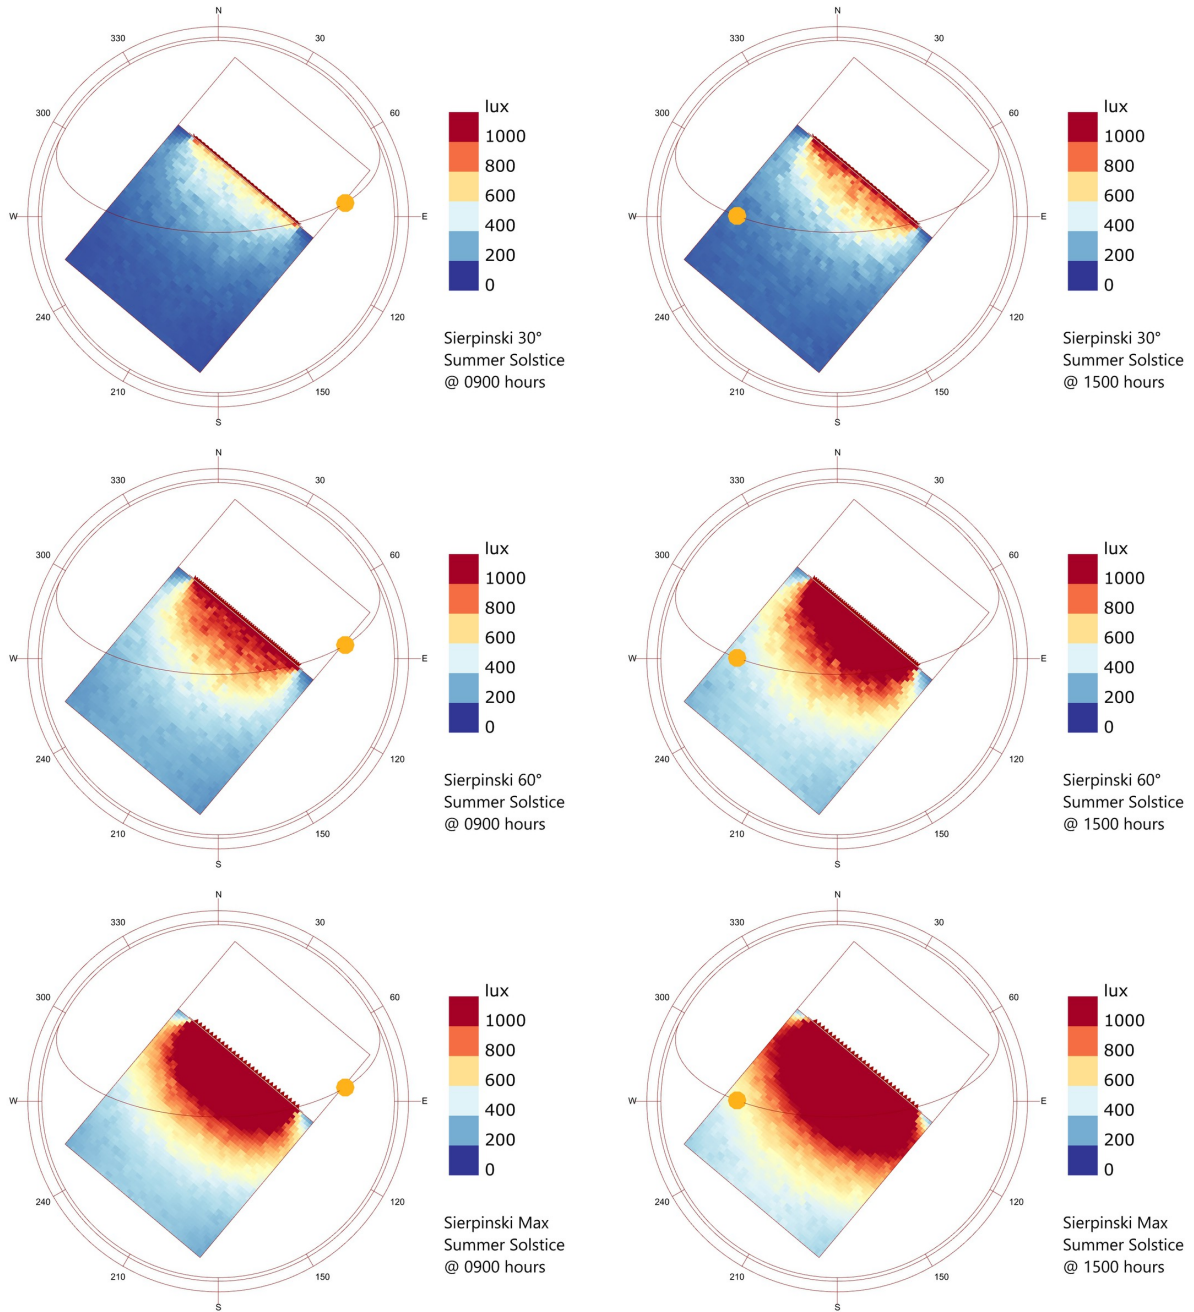 N
330
30
300
60
W
E
240
120
210
150
S
lux
1000
800
600
400
200
0
Sierpinski 30°
Summer Solstice
@ 0900 hours
N
330
30
300
60
W
E
240
120
210
150
S
lux
1000
800
600
400
200
0
Sierpinski 30°
Summer Solstice
@ 1500 hours
N
330
30
300
60
W
E
240
120
210
150
S
lux
1000
800
600
400
200
0
Sierpinski 60°
Summer Solstice
@ 0900 hours
N
330
30
300
60
W
E
240
120
210
150
S
lux
1000
800
600
400
200
0
Sierpinski 60°
Summer Solstice
@ 1500 hours
N
330
30
300
60
W
E
240
120
210
150
S
lux
1000
800
600
400
200
0
Sierpinski Max
Summer Solstice
@ 0900 hours
N
330
30
300
60
W
E
240
120
210
150
S
lux
1000
800
600
400
200
0
Sierpinski Max
Summer Solstice
@ 1500 hours